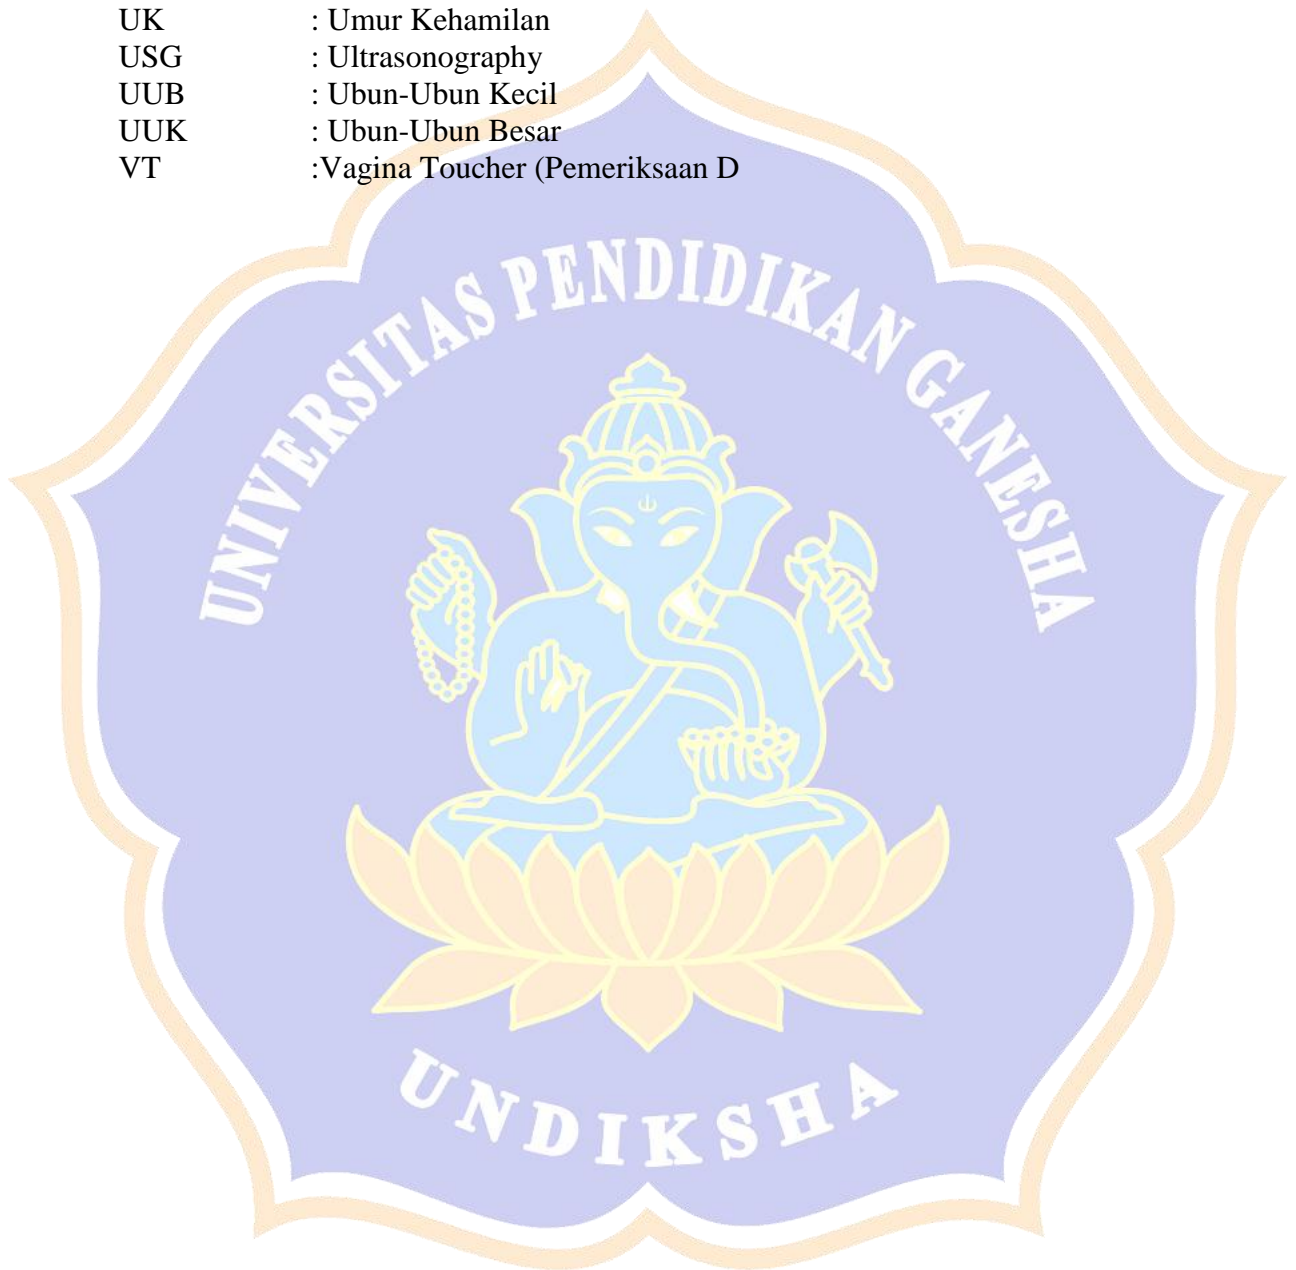 UK : Umur Kehamilan
USG : Ultrasonography
UUB : Ubun-Ubun Kecil
UUK : Ubun-Ubun Besar
VT :Vagina Toucher (Pemeriksaan D
UNIVERSITAS PENDIDIKAN GANESHA
UNDIKSHA